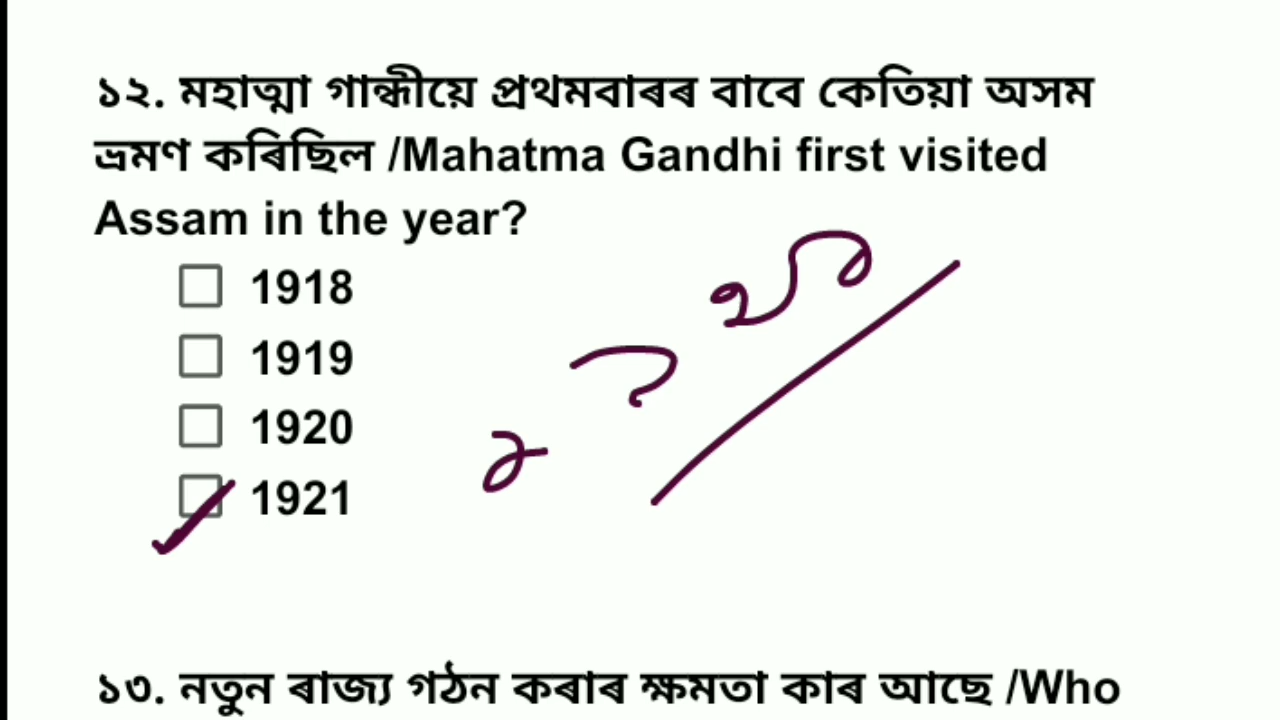 ১২. মহাত্মা গান্ধীয়ে প্ৰথমবাৰৰ বাবে কেতিয়া অসম
ভ্ৰমণ কৰিছিল /Mahatma Gandhi first visited
Assam in the year?
1918
1919
1920
1921
১৩. নতুন ৰাজ্য গঠন কৰাৰ ক্ষমতা কাৰ আছে /Who